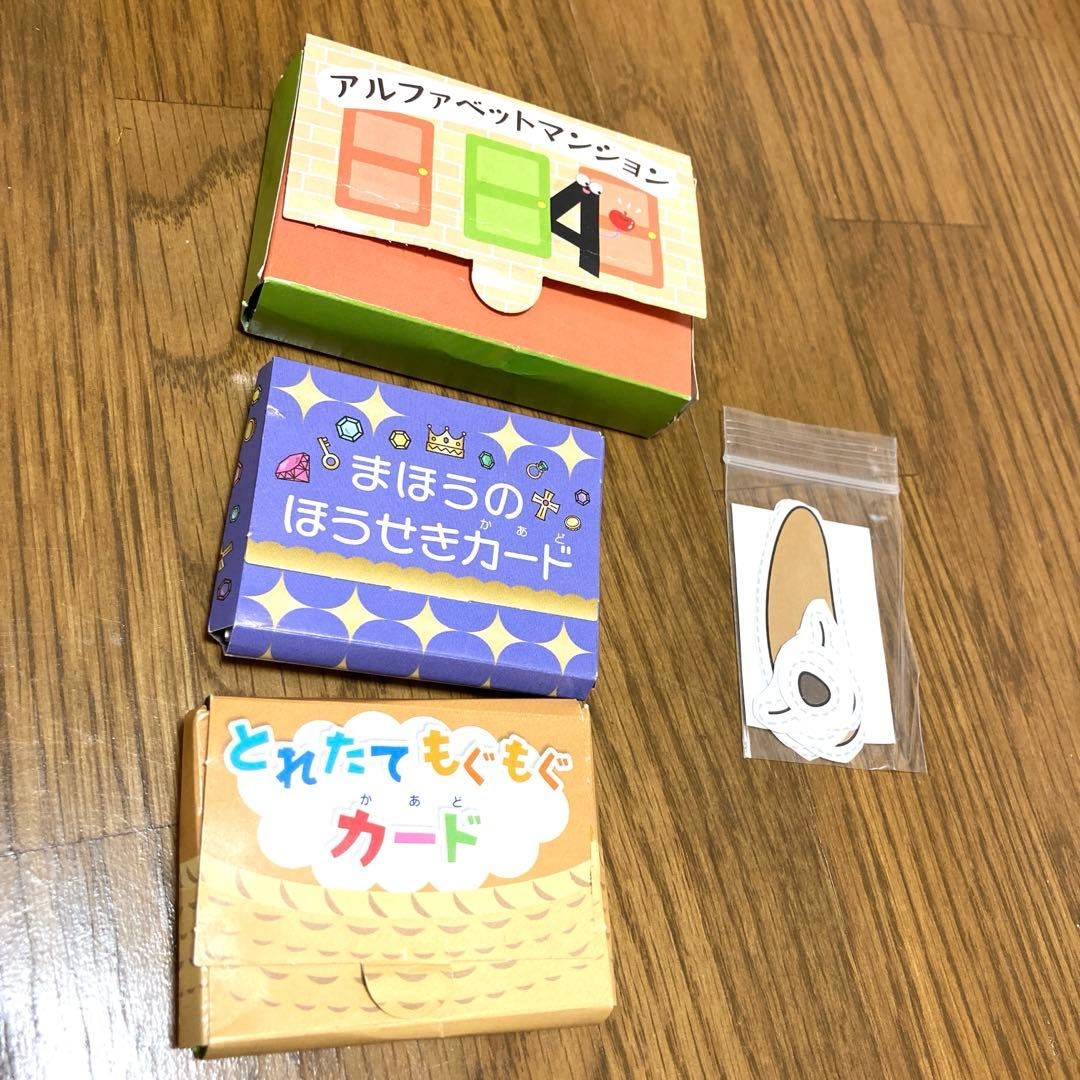 アルファベットマンション
まほうの
ほうせきカード
かあど
とれたてもぐもぐ
かあど
カード